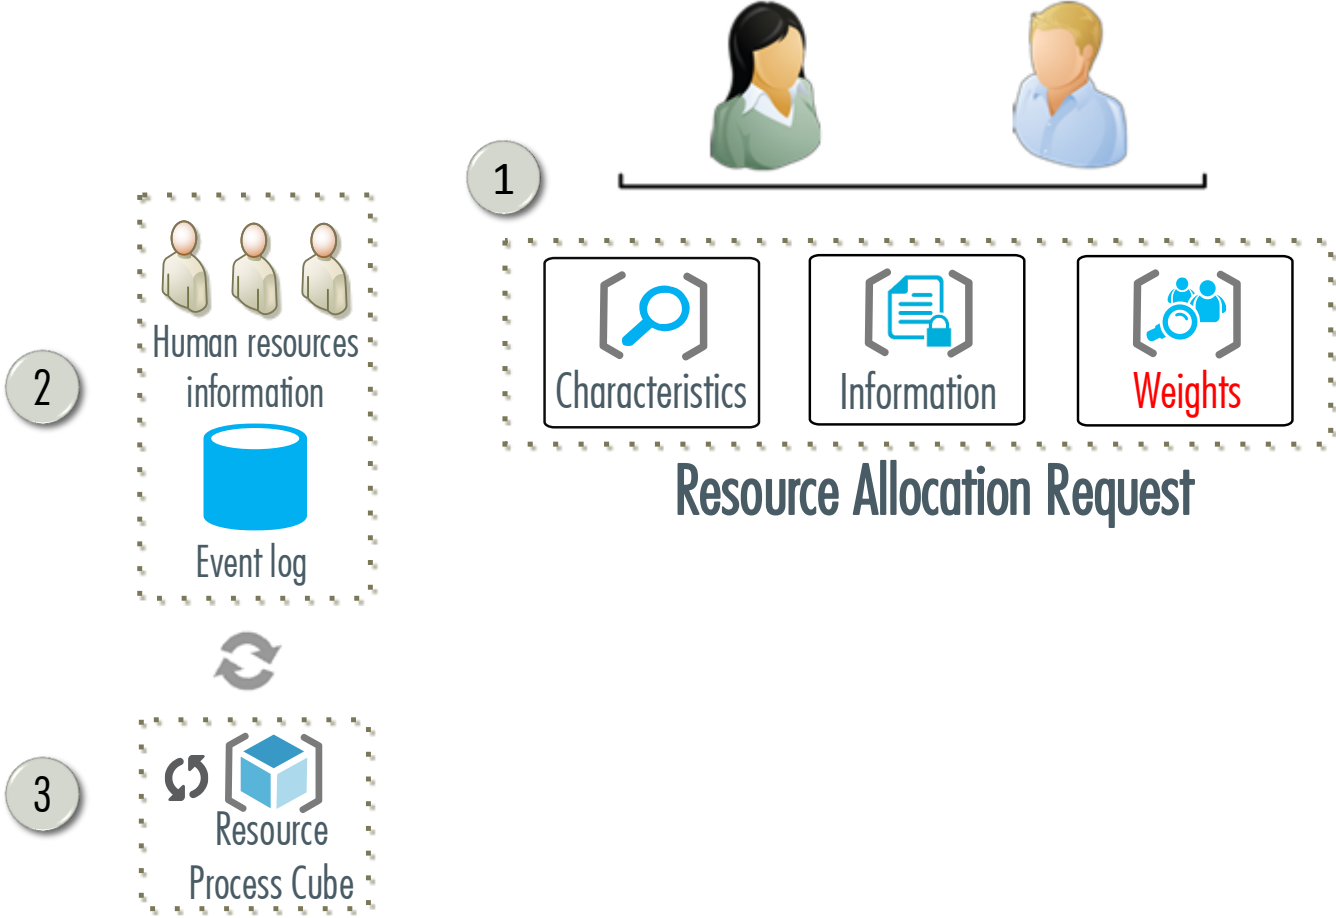 1
Characteristics
Information
Weights
Resource Allocation Request
2
Human resources
information
Event log
3
Resource
Process Cube